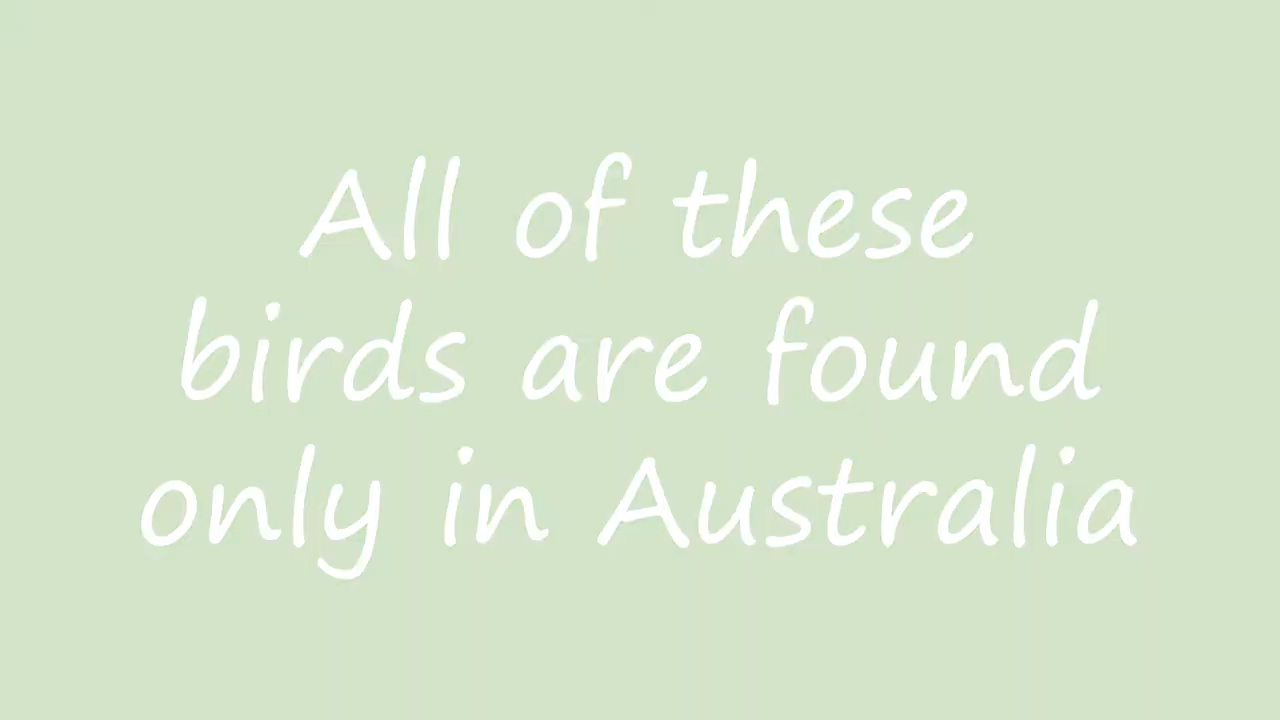 All of these
birds are found
only in Australia